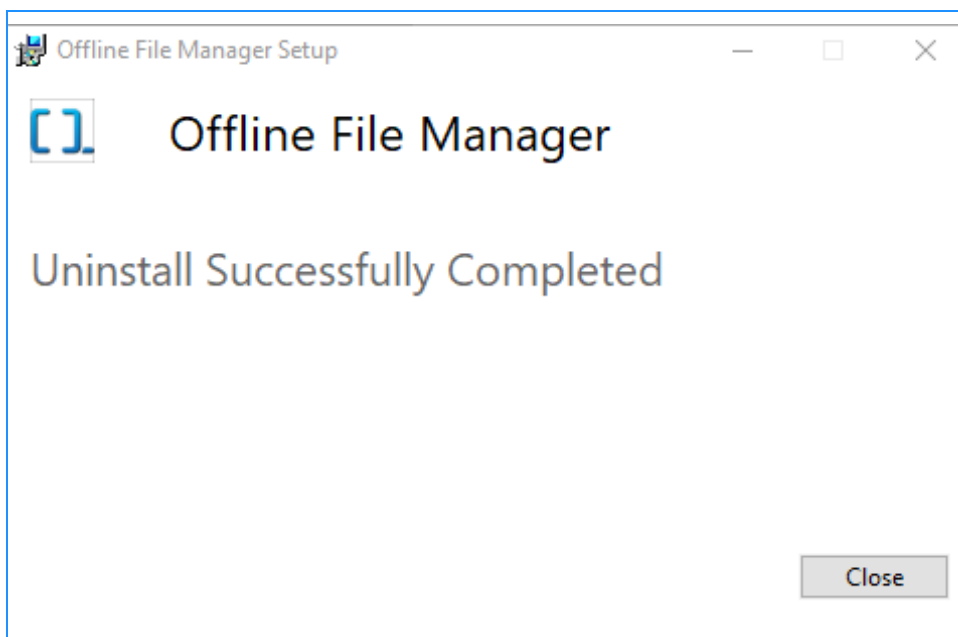 Offline File Manager Setup
Offline File Manager
Uninstall Successfully Completed
Close